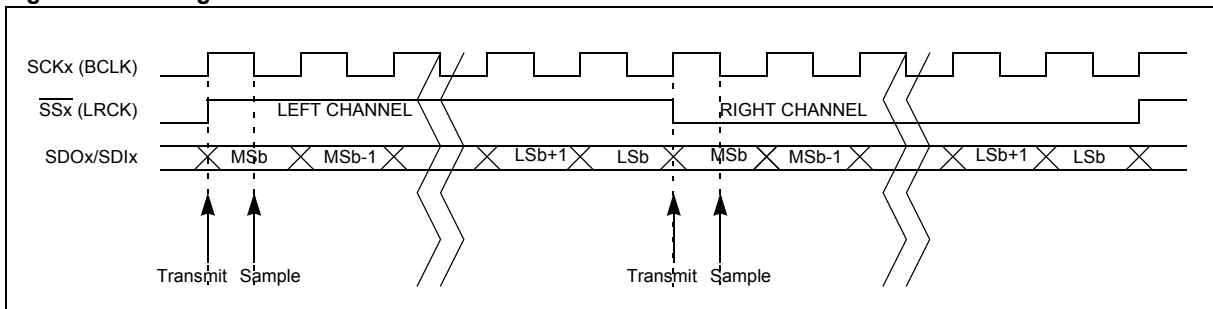 SCKx (BCLK)
SSx (LRCK)
LEFT CHANNEL
RIGHT CHANNEL
SDOx/SDIx
MSb
MSb-1
LSb+1
LSb
MSb
MSb-1
LSb+1
LSb
Transmit
Sample
Transmit
Sample